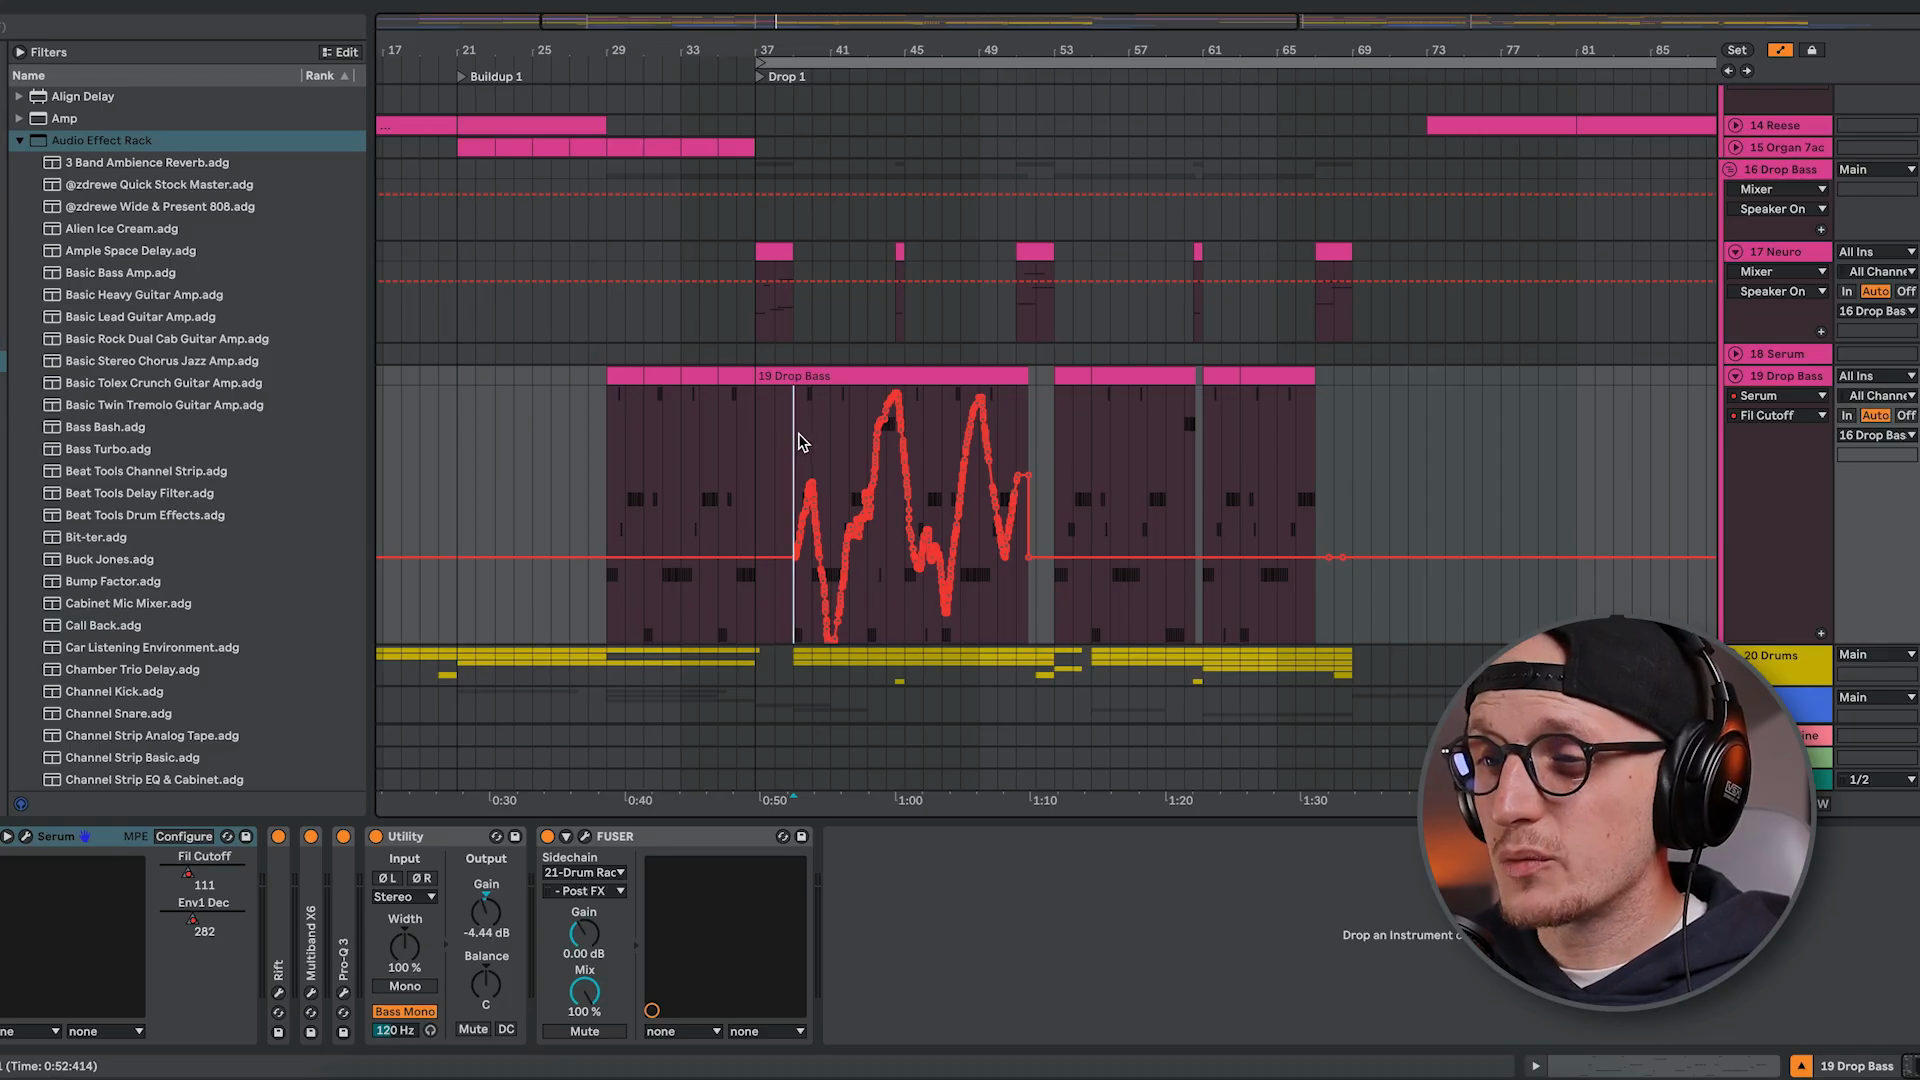 17 21 25 29 33 37 41 45 49 53 57 61 65 69 73 77 81 85
Set
Filters
Edit
Name
Rank
Buildup 1
Drop 1
Align Delay
Amp
Audio Effect Rack
3 Band Ambience Reverb.adg
@zdrewe Quick Stock Master.adg
@zdrewe Wide & Present 808.adg
Alien Ice Cream.adg
Ample Space Delay.adg
Basic Bass Amp.adg
Basic Heavy Guitar Amp.adg
Basic Lead Guitar Amp.adg
Basic Rock Dual Cab Guitar Amp.adg
Basic Stereo Chorus Jazz Amp.adg
Basic Tolex Crunch Guitar Amp.adg
Basic Twin Tremolo Guitar Amp.adg
Bass Bash.adg
Bass Turbo.adg
Beat Tools Channel Strip.adg
Beat Tools Delay Filter.adg
Beat Tools Drum Effects.adg
Bit-ter.adg
Buck Jones.adg
Bump Factor.adg
Cabinet Mic Mixer.adg
Call Back.adg
Car Listening Environment.adg
Chamber Trio Delay.adg
Channel Kick.adg
Channel Snare.adg
Channel Strip Analog Tape.adg
Channel Strip Basic.adg
Channel Strip EQ & Cabinet.adg
...
19 Drop Bass
14 Reese
15 Organ 7ac
16 Drop Bass Main
Mixer
Speaker On
17 Neuro All Ins
Mixer All Channe
Speaker On In Auto Off
16 Drop Bas
18 Serum
19 Drop Bass All Ins
Serum All Channe
Fil Cutoff In Auto Off
16 Drop Bas
20 Drums Main
Main
ine
1/2
W
0:30 0:40 0:50 1:00 1:10 1:20 1:30
Serum MPE Configure
Fil Cutoff
111
Env1 Dec
282
ne none
Rift
Multiband X6
Pro-Q 3
Utility
Input Output
Ø L Ø R
Stereo
Width
100 %
Mono
Bass Mono
120 Hz
Gain
-4.44 dB
Balance
C
Mute DC
FUSER
Sidechain
21-Drum Rac
- Post FX
Gain
0.00 dB
Mix
100 %
Mute
none none
Drop an Instrument
VSX
(Time: 0:52:414)
19 Drop Bass